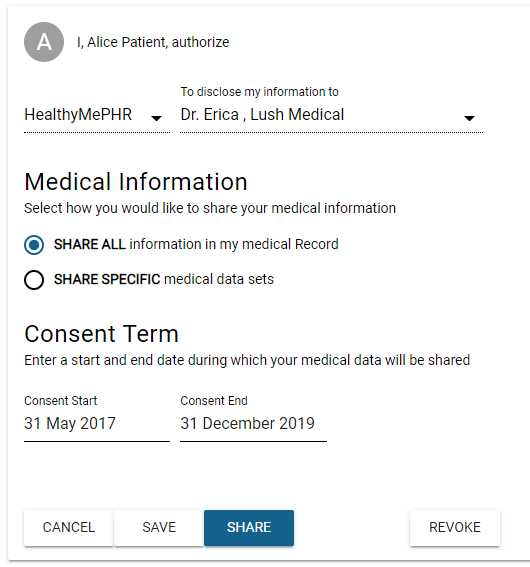 A
I, Alice Patient, authorize
To disclose my information to
HealthyMePHR
Dr. Erica , Lush Medical
Medical Information
Select how you would like to share your medical information
SHARE ALL information in my medical Record
SHARE SPECIFIC medical data sets
Consent Term
Enter a start and end date during which your medical data will be shared
Consent Start
Consent End
31 May 2017
31 December 2019
CANCEL
SAVE
SHARE
REVOKE